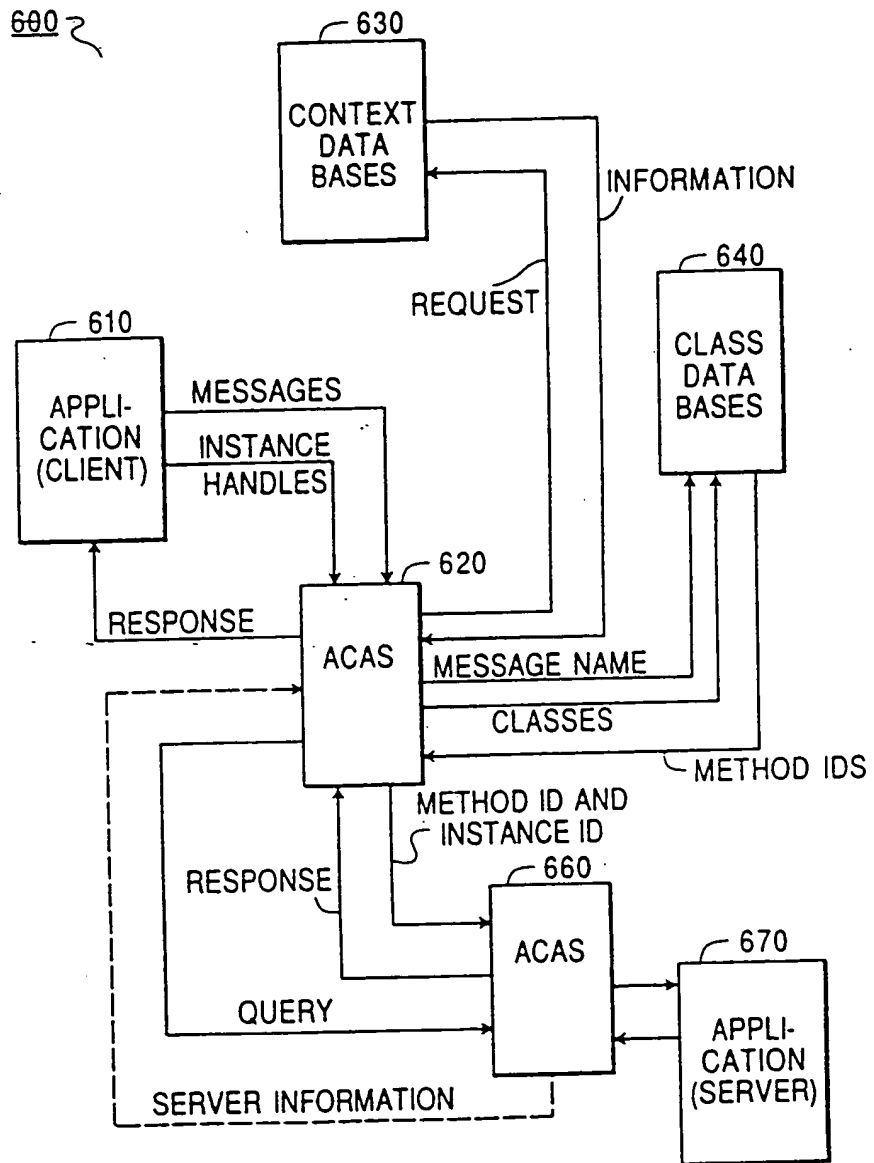 600
630
CONTEXT
DATA
BASES
INFORMATION
640
REQUEST
CLASS
DATA
BASES
610
APPLI-
CATION
(CLIENT)
MESSAGES
INSTANCE
HANDLES
620
RESPONSE
ACAS
MESSAGE NAME
CLASSES
METHOD IDS
METHOD ID AND
INSTANCE ID
RESPONSE
660
ACAS
670
QUERY
APPLI-
CATION
(SERVER)
SERVER INFORMATION